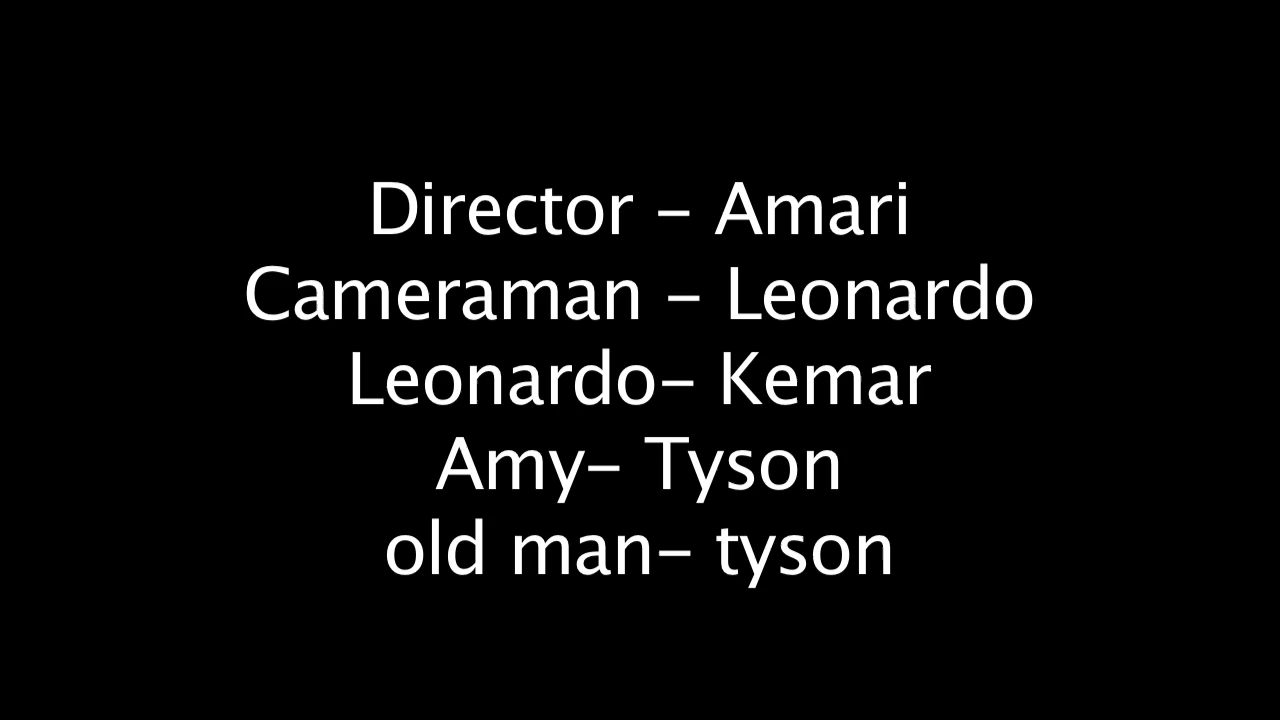 Director - Amari
Cameraman - Leonardo
Leonardo- Kemar
Amy- Tyson
old man- tyson